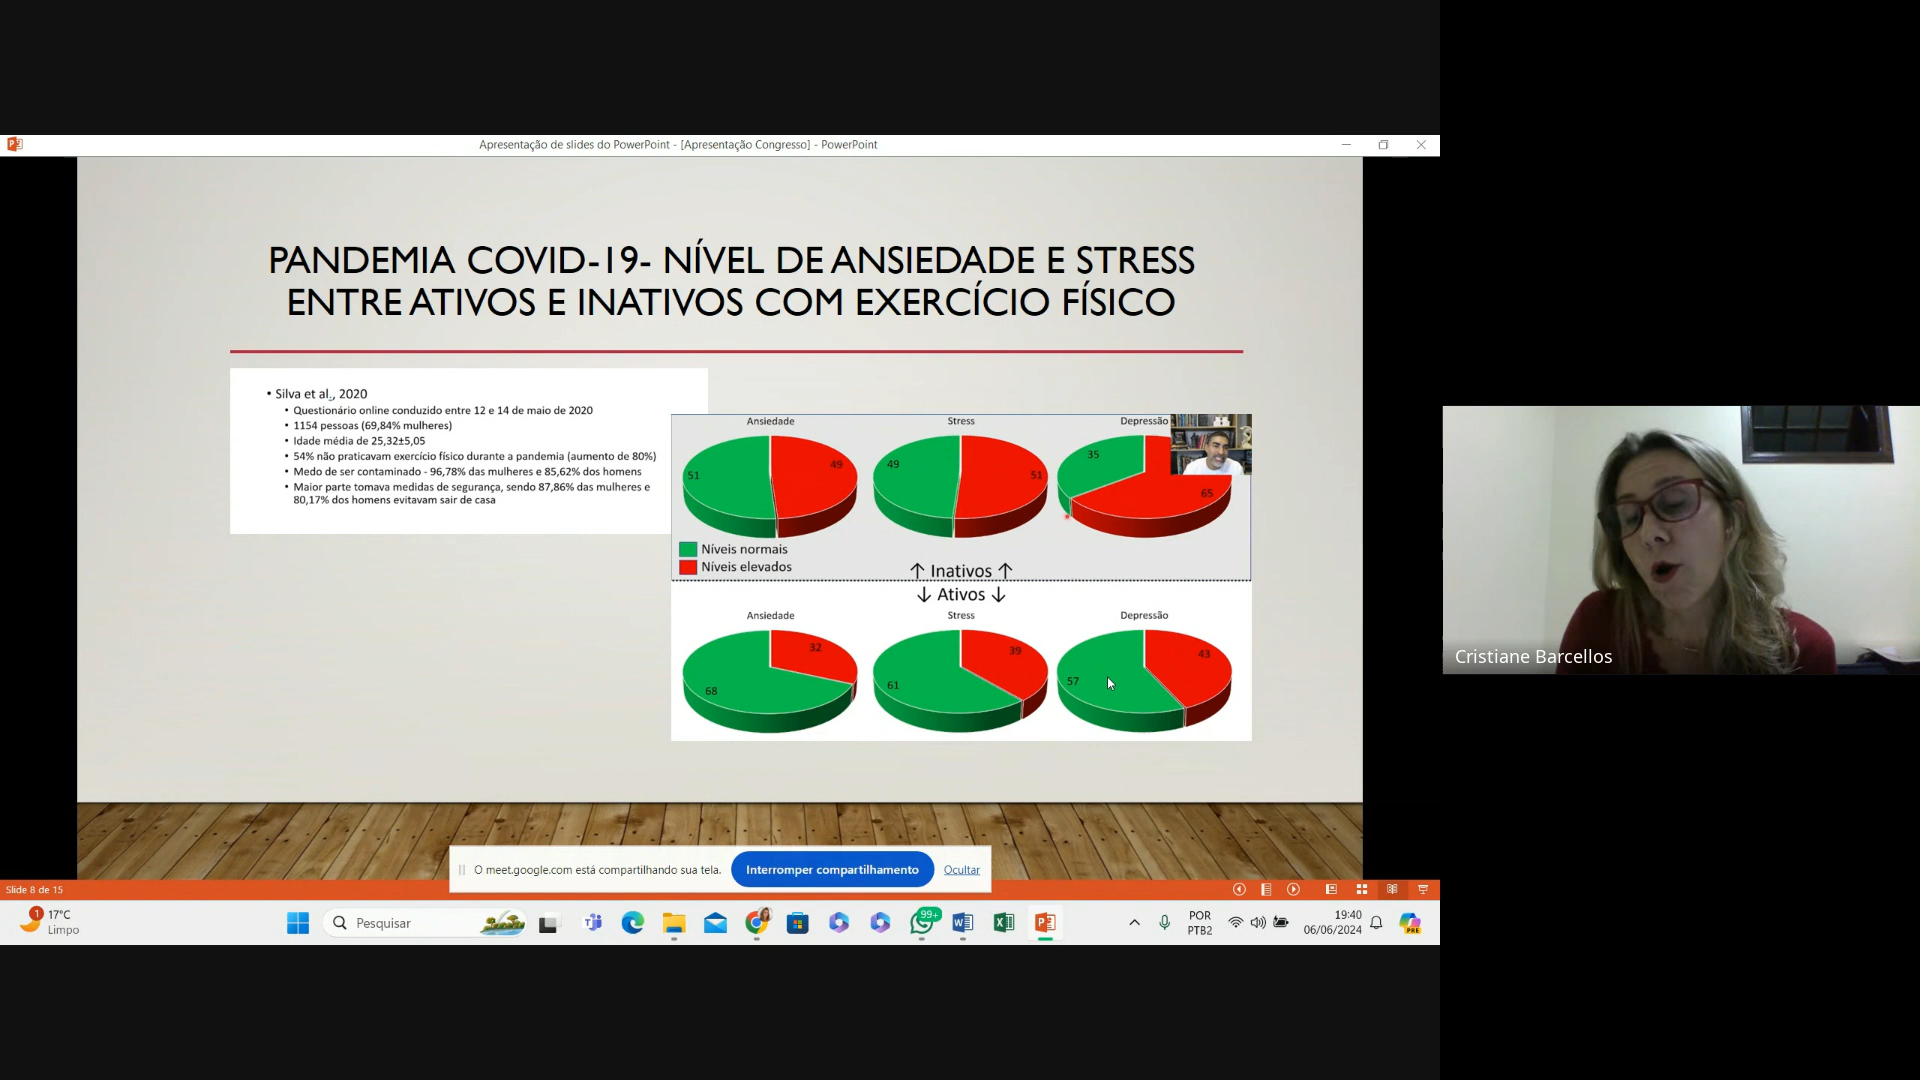 Apresentação de slides do PowerPoint - [Apresentação Congresso] - PowerPoint
PANDEMIA COVID-19- NÍVEL DE ANSIEDADE E STRESS
ENTRE ATIVOS E INATIVOS COM EXERCÍCIO FÍSICO
• Silva et al., 2020
• Questionário online conduzido entre 12 e 14 de maio de 2020
• 1154 pessoas (69,84% mulheres)
• Idade média de 25,32±5,05
• 54% não praticavam exercício físico durante a pandemia (aumento de 80%)
• Medo de ser contaminado - 96,78% das mulheres e 85,62% dos homens
• Maior parte tomava medidas de segurança, sendo 87,86% das mulheres e
80,17% dos homens evitavam sair de casa
Ansiedade
Stress
Depressão
51
49
49
51
35
65
Níveis normais
Níveis elevados
↑ Inativos ↑
↓ Ativos ↓
Ansiedade
Stress
Depressão
68
32
61
39
57
43
Cristiane Barcellos
O meet.google.com está compartilhando sua tela.
Interromper compartilhamento
Ocultar
Slide 8 de 15
1
17°C
Limpo
Pesquisar
99+
POR
PTB2
19:40
06/06/2024
PRE